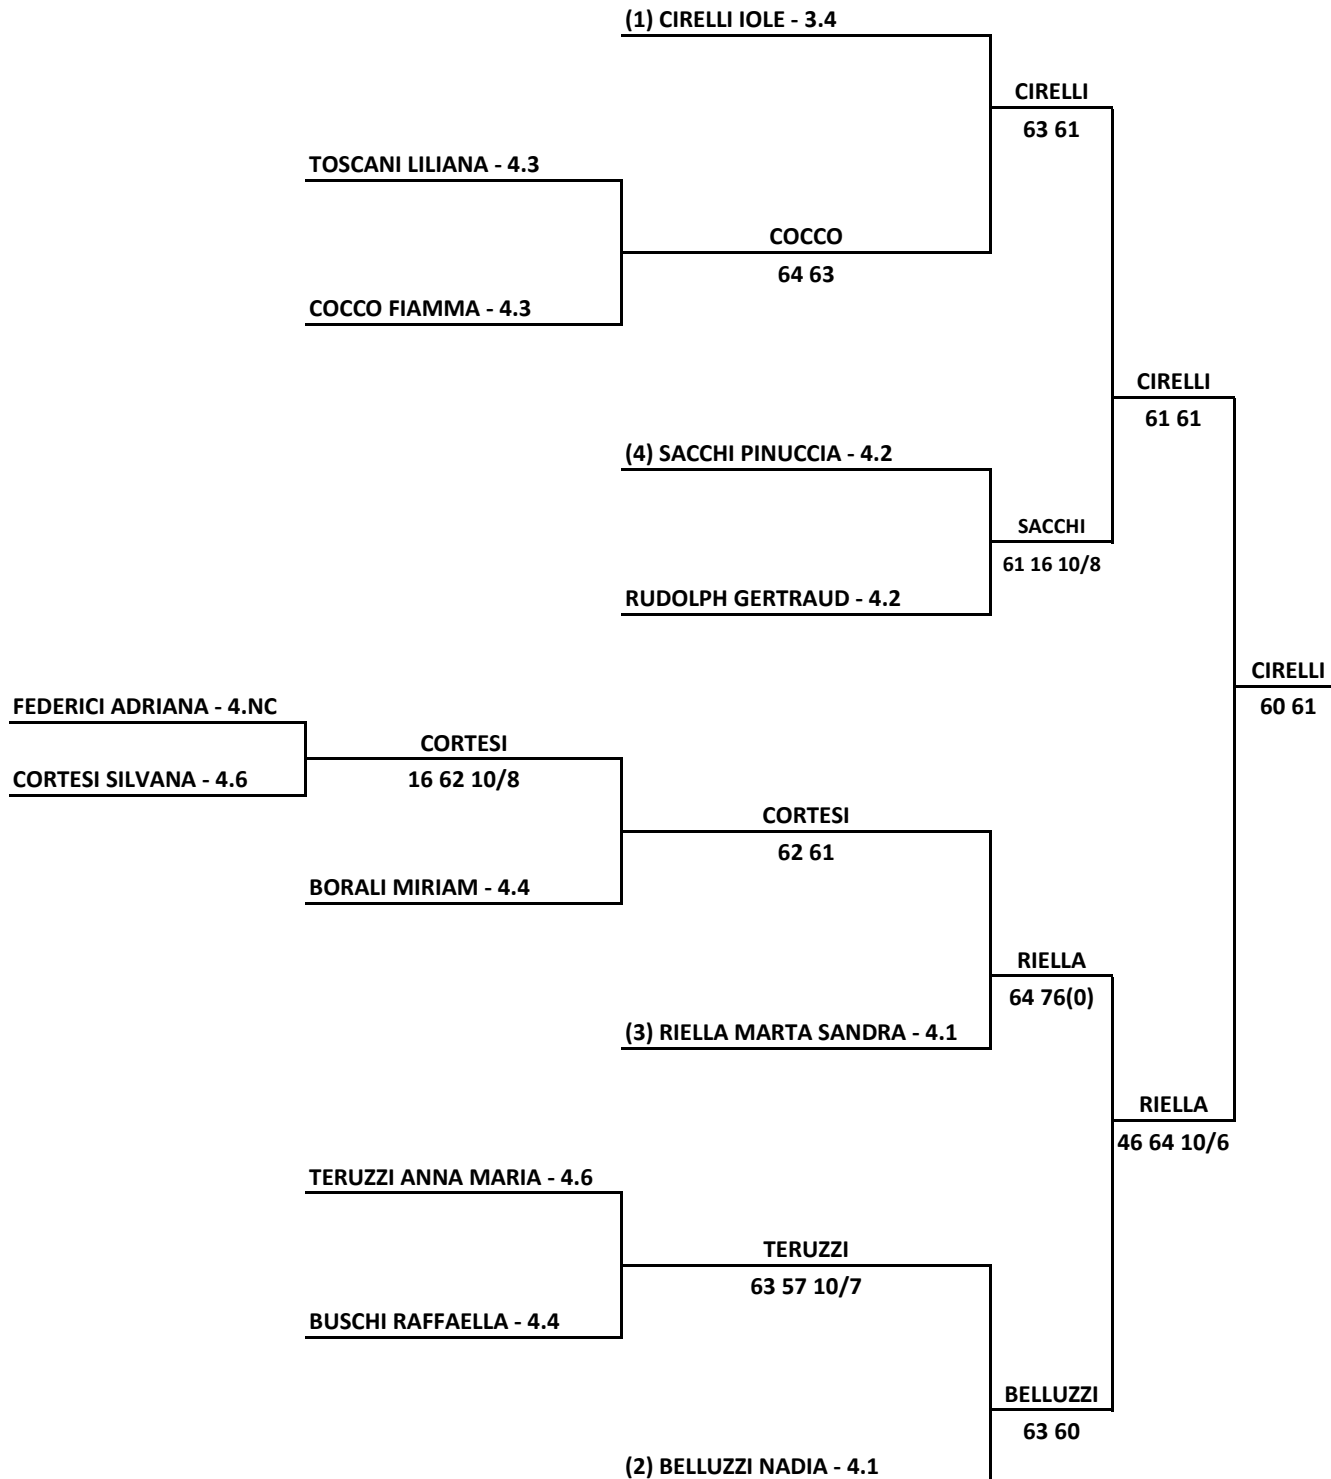 (1) CIRELLI IOLE - 3.4
CIRELLI
63 61
TOSCANI LILIANA - 4.3
COCCO
64 63
COCCO FIAMMA - 4.3
CIRELLI
61 61
(4) SACCHI PINUCCIA - 4.2
SACCHI
61 16 10/8
RUDOLPH GERTRAUD - 4.2
CIRELLI
60 61
FEDERICI ADRIANA - 4.NC
CORTESI
16 62 10/8
CORTESI SILVANA - 4.6
CORTESI
62 61
BORALI MIRIAM - 4.4
RIELLA
64 76(0)
(3) RIELLA MARTA SANDRA - 4.1
RIELLA
46 64 10/6
TERUZZI ANNA MARIA - 4.6
TERUZZI
63 57 10/7
BUSCHI RAFFAELLA - 4.4
BELLUZZI
63 60
(2) BELLUZZI NADIA - 4.1